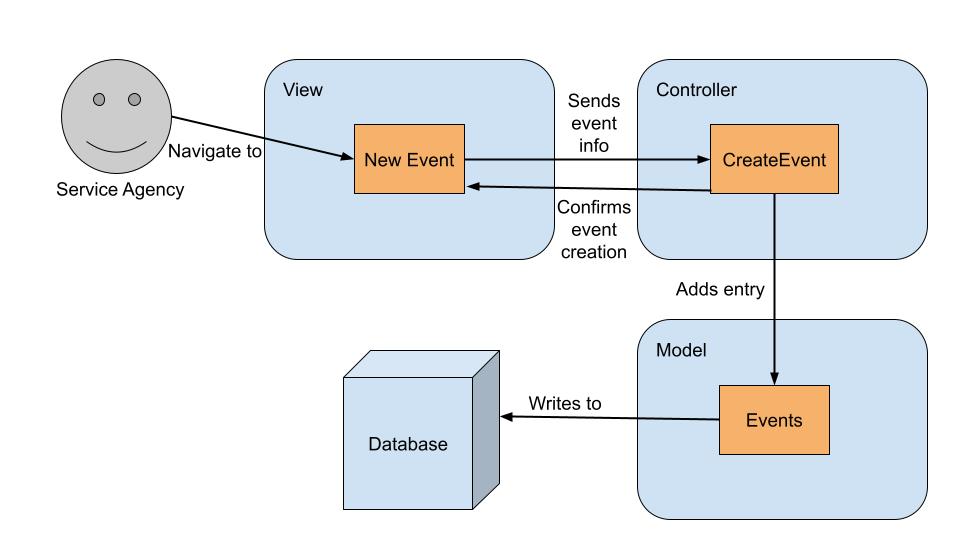 View
Controller
Sends
event
info
Navigate to
New Event
CreateEvent
Service Agency
Confirms
event
creation
Adds entry
Model
Writes to
Events
Database